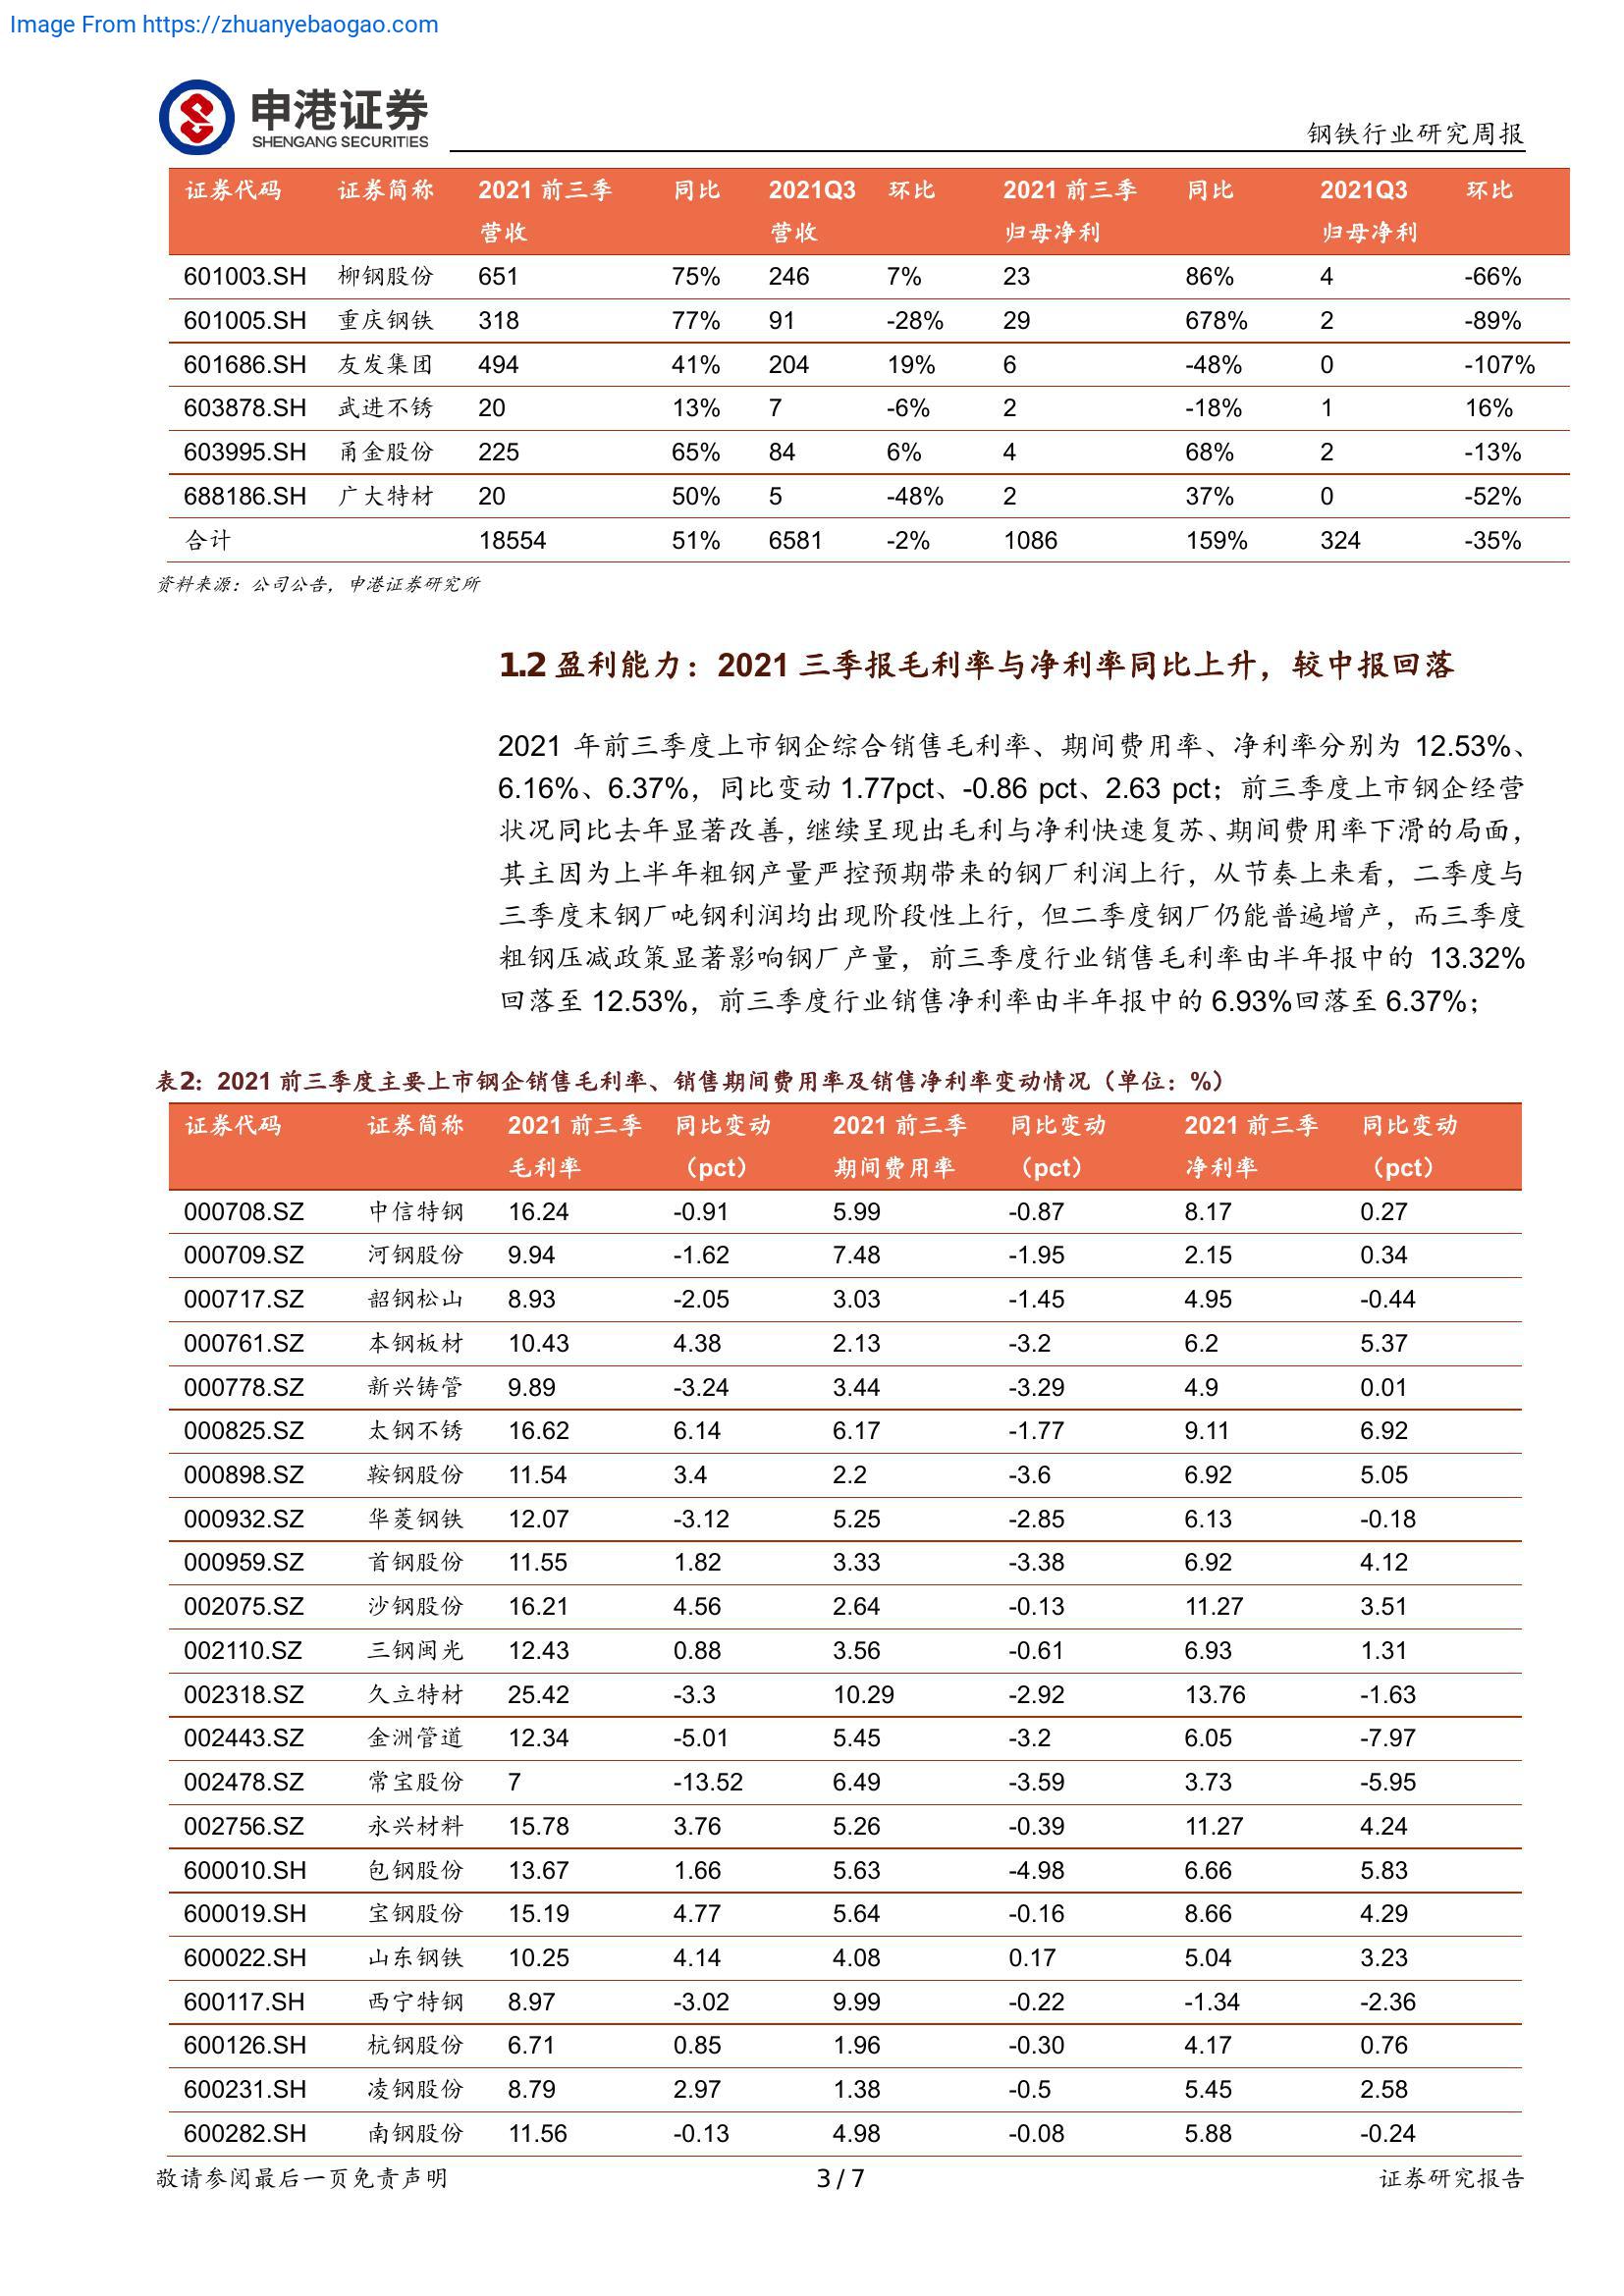 Image From https://zhuanyebaogao.com
申港证券
SHENGANG SECURITIES
钢铁行业研究周报
证券代码 证券简称 2021 前三季 同比 2021Q3 环比 2021 前三季 同比 2021Q3 环比
营收 营收 归母净利 归母净利
601003.SH 柳钢股份 651 75% 246 7% 23 86% 4 -66%
601005.SH 重庆钢铁 318 77% 91 -28% 29 678% 2 -89%
601686.SH 友发集团 494 41% 204 19% 6 -48% 0 -107%
603878.SH 武进不锈 20 13% 7 -6% 2 -18% 1 16%
603995.SH 甬金股份 225 65% 84 6% 4 68% 2 -13%
688186.SH 广大特材 20 50% 5 -48% 2 37% 0 -52%
合计 18554 51% 6581 -2% 1086 159% 324 -35%
资料来源：公司公告，申港证券研究所
1.2 盈利能力：2021 三季报毛利率与净利率同比上升，较中报回落
2021 年前三季度上市钢企综合销售毛利率、期间费用率、净利率分别为 12.53%、
6.16%、6.37%，同比变动 1.77pct、-0.86 pct、2.63 pct；前三季度上市钢企经营
状况同比去年显著改善，继续呈现出毛利与净利快速复苏、期间费用率下滑的局面，
其主因为上半年粗钢产量严控预期带来的钢厂利润上行，从节奏上来看，二季度与
三季度末钢厂吨钢利润均出现阶段性上行，但二季度钢厂仍能普遍增产，而三季度
粗钢压减政策显著影响钢厂产量，前三季度行业销售毛利率由半年报中的 13.32%
回落至 12.53%，前三季度行业销售净利率由半年报中的 6.93%回落至 6.37%；
表2：2021 前三季度主要上市钢企销售毛利率、销售期间费用率及销售净利率变动情况（单位：%）
证券代码 证券简称 2021 前三季 同比变动 2021 前三季 同比变动 2021 前三季 同比变动
毛利率 （pct） 期间费用率 （pct） 净利率 （pct）
000708.SZ 中信特钢 16.24 -0.91 5.99 -0.87 8.17 0.27
000709.SZ 河钢股份 9.94 -1.62 7.48 -1.95 2.15 0.34
000717.SZ 韶钢松山 8.93 -2.05 3.03 -1.45 4.95 -0.44
000761.SZ 本钢板材 10.43 4.38 2.13 -3.2 6.2 5.37
000778.SZ 新兴铸管 9.89 -3.24 3.44 -3.29 4.9 0.01
000825.SZ 太钢不锈 16.62 6.14 6.17 -1.77 9.11 6.92
000898.SZ 鞍钢股份 11.54 3.4 2.2 -3.6 6.92 5.05
000932.SZ 华菱钢铁 12.07 -3.12 5.25 -2.85 6.13 -0.18
000959.SZ 首钢股份 11.55 1.82 3.33 -3.38 6.92 4.12
002075.SZ 沙钢股份 16.21 4.56 2.64 -0.13 11.27 3.51
002110.SZ 三钢闽光 12.43 0.88 3.56 -0.61 6.93 1.31
002318.SZ 久立特材 25.42 -3.3 10.29 -2.92 13.76 -1.63
002443.SZ 金洲管道 12.34 -5.01 5.45 -3.2 6.05 -7.97
002478.SZ 常宝股份 7 -13.52 6.49 -3.59 3.73 -5.95
002756.SZ 永兴材料 15.78 3.76 5.26 -0.39 11.27 4.24
600010.SH 包钢股份 13.67 1.66 5.63 -4.98 6.66 5.83
600019.SH 宝钢股份 15.19 4.77 5.64 -0.16 8.66 4.29
600022.SH 山东钢铁 10.25 4.14 4.08 0.17 5.04 3.23
600117.SH 西宁特钢 8.97 -3.02 9.99 -0.22 -1.34 -2.36
600126.SH 杭钢股份 6.71 0.85 1.96 -0.30 4.17 0.76
600231.SH 凌钢股份 8.79 2.97 1.38 -0.5 5.45 2.58
600282.SH 南钢股份 11.56 -0.13 4.98 -0.08 5.88 -0.24
敬请参阅最后一页免责声明 3 / 7 证券研究报告